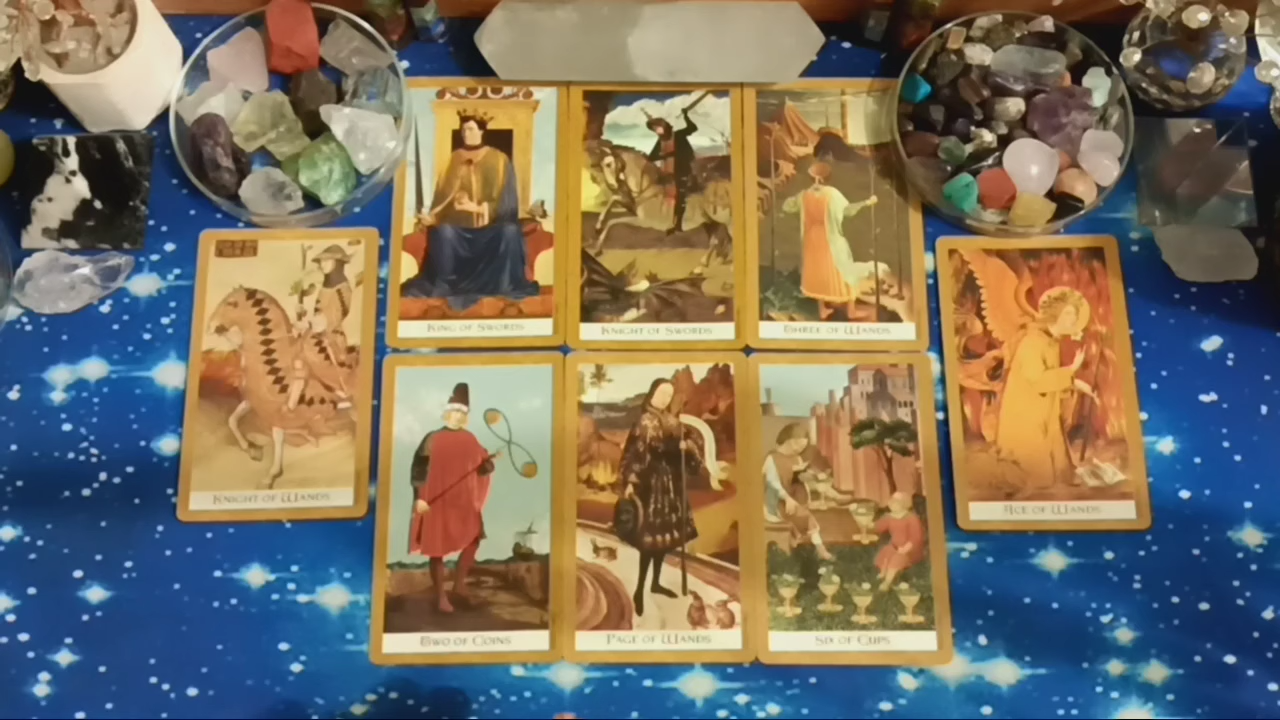 King of Swords
Knight of Swords
Three of Wands
Knight of Wands
Ace of Wands
Two of Coins
Page of Wands
Six of Cups